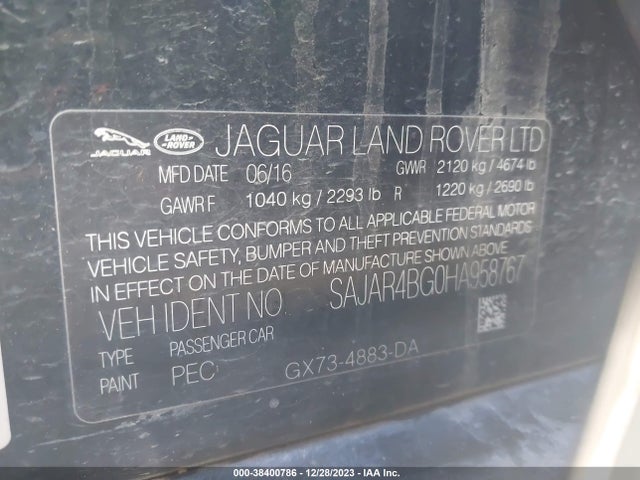 JAGUAR LAND-ROVER JAGUAR LAND ROVER LTD
MFD DATE 06/16 GWR 2120 kg / 4674 lb
GAWR F 1040 kg / 2293 lb R 1220 kg / 2690 lb
THIS VEHICLE CONFORMS TO ALL APPLICABLE FEDERAL MOTOR
VEHICLE SAFETY, BUMPER AND THEFT PREVENTION STANDARDS
IN EFFECT ON THE DATE OF MANUFACTURE SHOWN ABOVE.
VEH IDENT NO SAJAR4BG0HA958767
TYPE PASSENGER CAR
PAINT PEC GX73-4883-DA
000-38400786 - 12/28/2023 - IAA Inc.